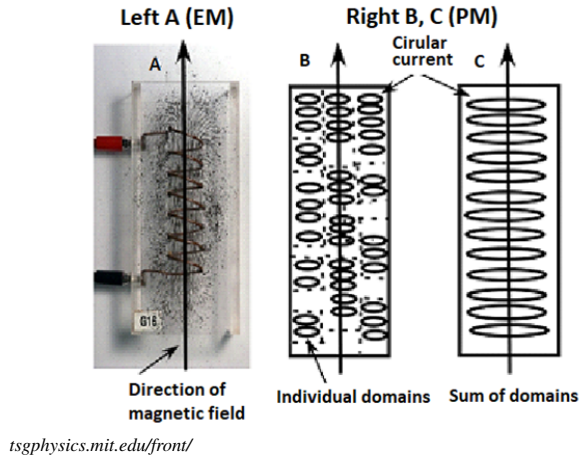 Left A (EM)
Right B, C (PM)
Cirular
current
A
B
C
G18
Direction of
magnetic field
Individual domains
Sum of domains
tsgphysics.mit.edu/front/